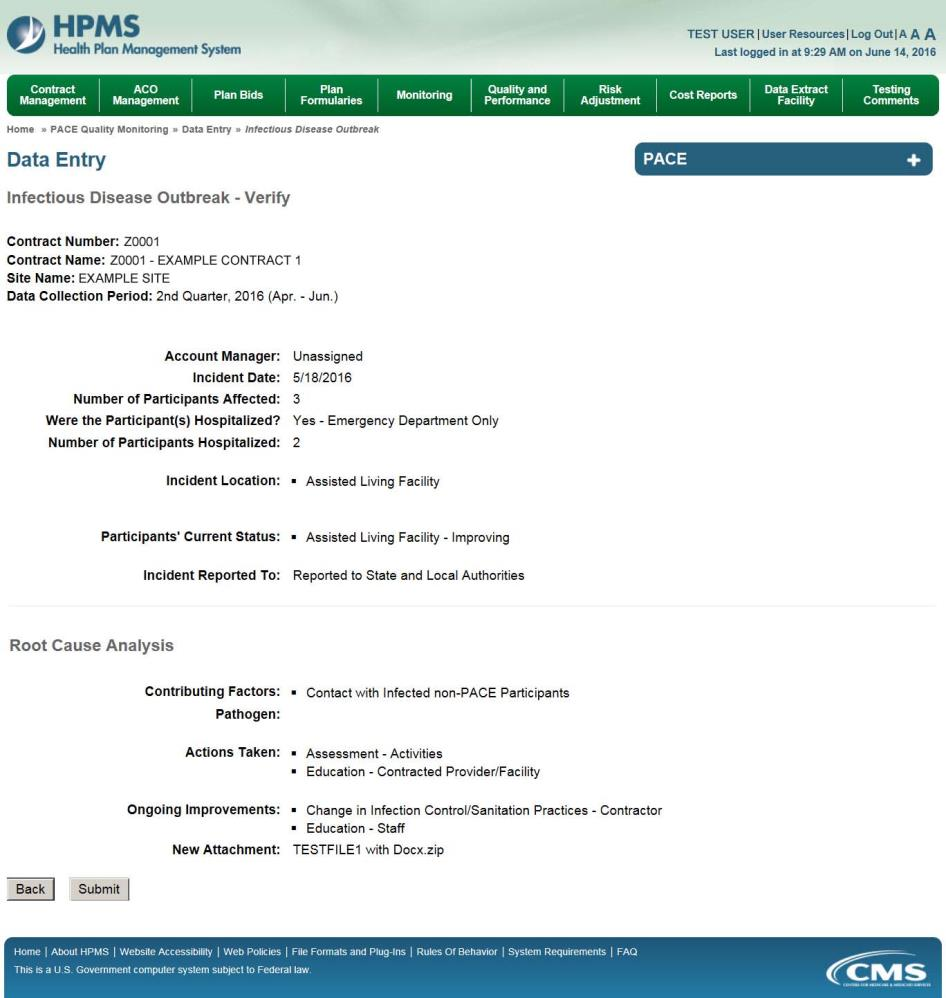 HPMS
Health Plan Management System
TEST USER | User Resources | Log Out | A A A
Last logged in at 9:29 AM on June 14, 2016
Contract Management
ACO Management
Plan Bids
Plan Formularies
Monitoring
Quality and Performance
Risk Adjustment
Cost Reports
Data Extract Facility
Testing Comments
Home » PACE Quality Monitoring » Data Entry » Infectious Disease Outbreak
Data Entry
PACE +
Infectious Disease Outbreak - Verify
Contract Number: Z0001
Contract Name: Z0001 - EXAMPLE CONTRACT 1
Site Name: EXAMPLE SITE
Data Collection Period: 2nd Quarter, 2016 (Apr. - Jun.)
Account Manager: Unassigned
Incident Date: 5/18/2016
Number of Participants Affected: 3
Were the Participant(s) Hospitalized? Yes - Emergency Department Only
Number of Participants Hospitalized: 2
Incident Location: ▪ Assisted Living Facility
Participants' Current Status: ▪ Assisted Living Facility - Improving
Incident Reported To: Reported to State and Local Authorities
Root Cause Analysis
Contributing Factors: ▪ Contact with Infected non-PACE Participants
Pathogen:
Actions Taken: ▪ Assessment - Activities
▪ Education - Contracted Provider/Facility
Ongoing Improvements: ▪ Change in Infection Control/Sanitation Practices - Contractor
▪ Education - Staff
New Attachment: TESTFILE1 with Docx.zip
Back Submit
Home | About HPMS | Website Accessibility | Web Policies | File Formats and Plug-Ins | Rules Of Behavior | System Requirements | FAQ
This is a U.S. Government computer system subject to Federal law.
CMS
CENTERS FOR MEDICARE & MEDICAID SERVICES